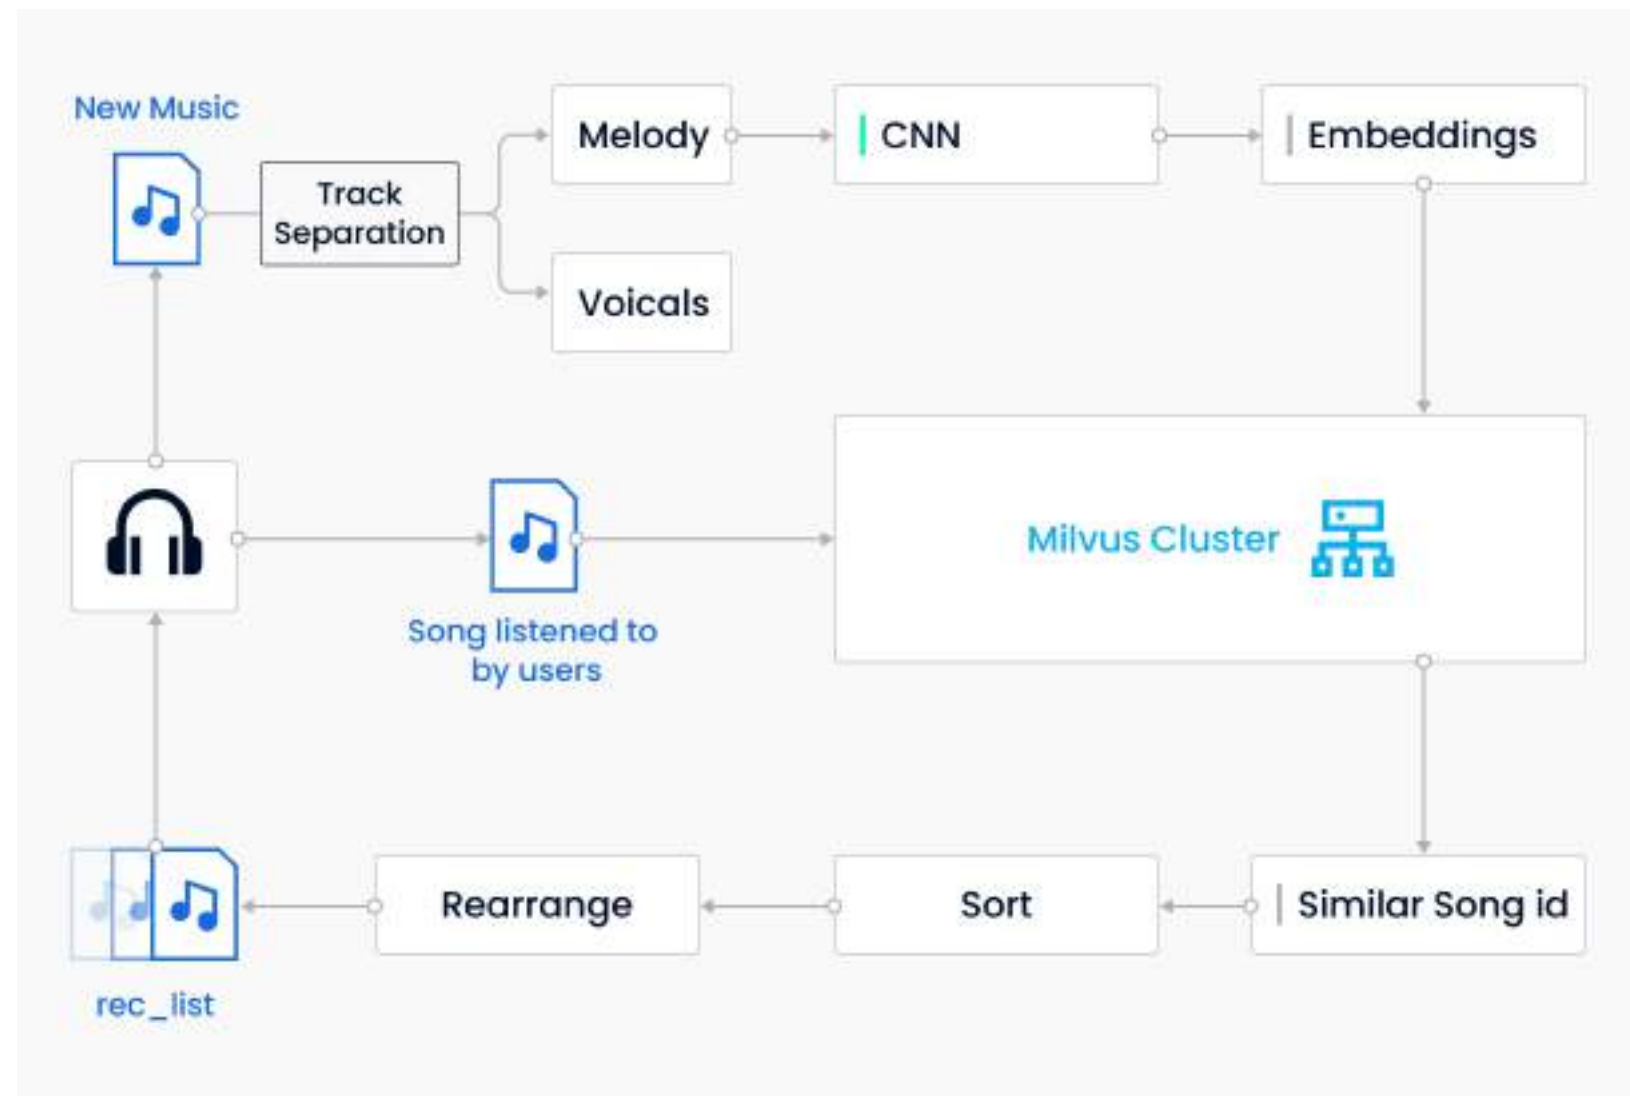 New Music
Track
Separation
Melody
CNN
Embeddings
Voicals
Milvus Cluster
Song listened to
by users
Rearrange
Sort
Similar Song id
rec_list